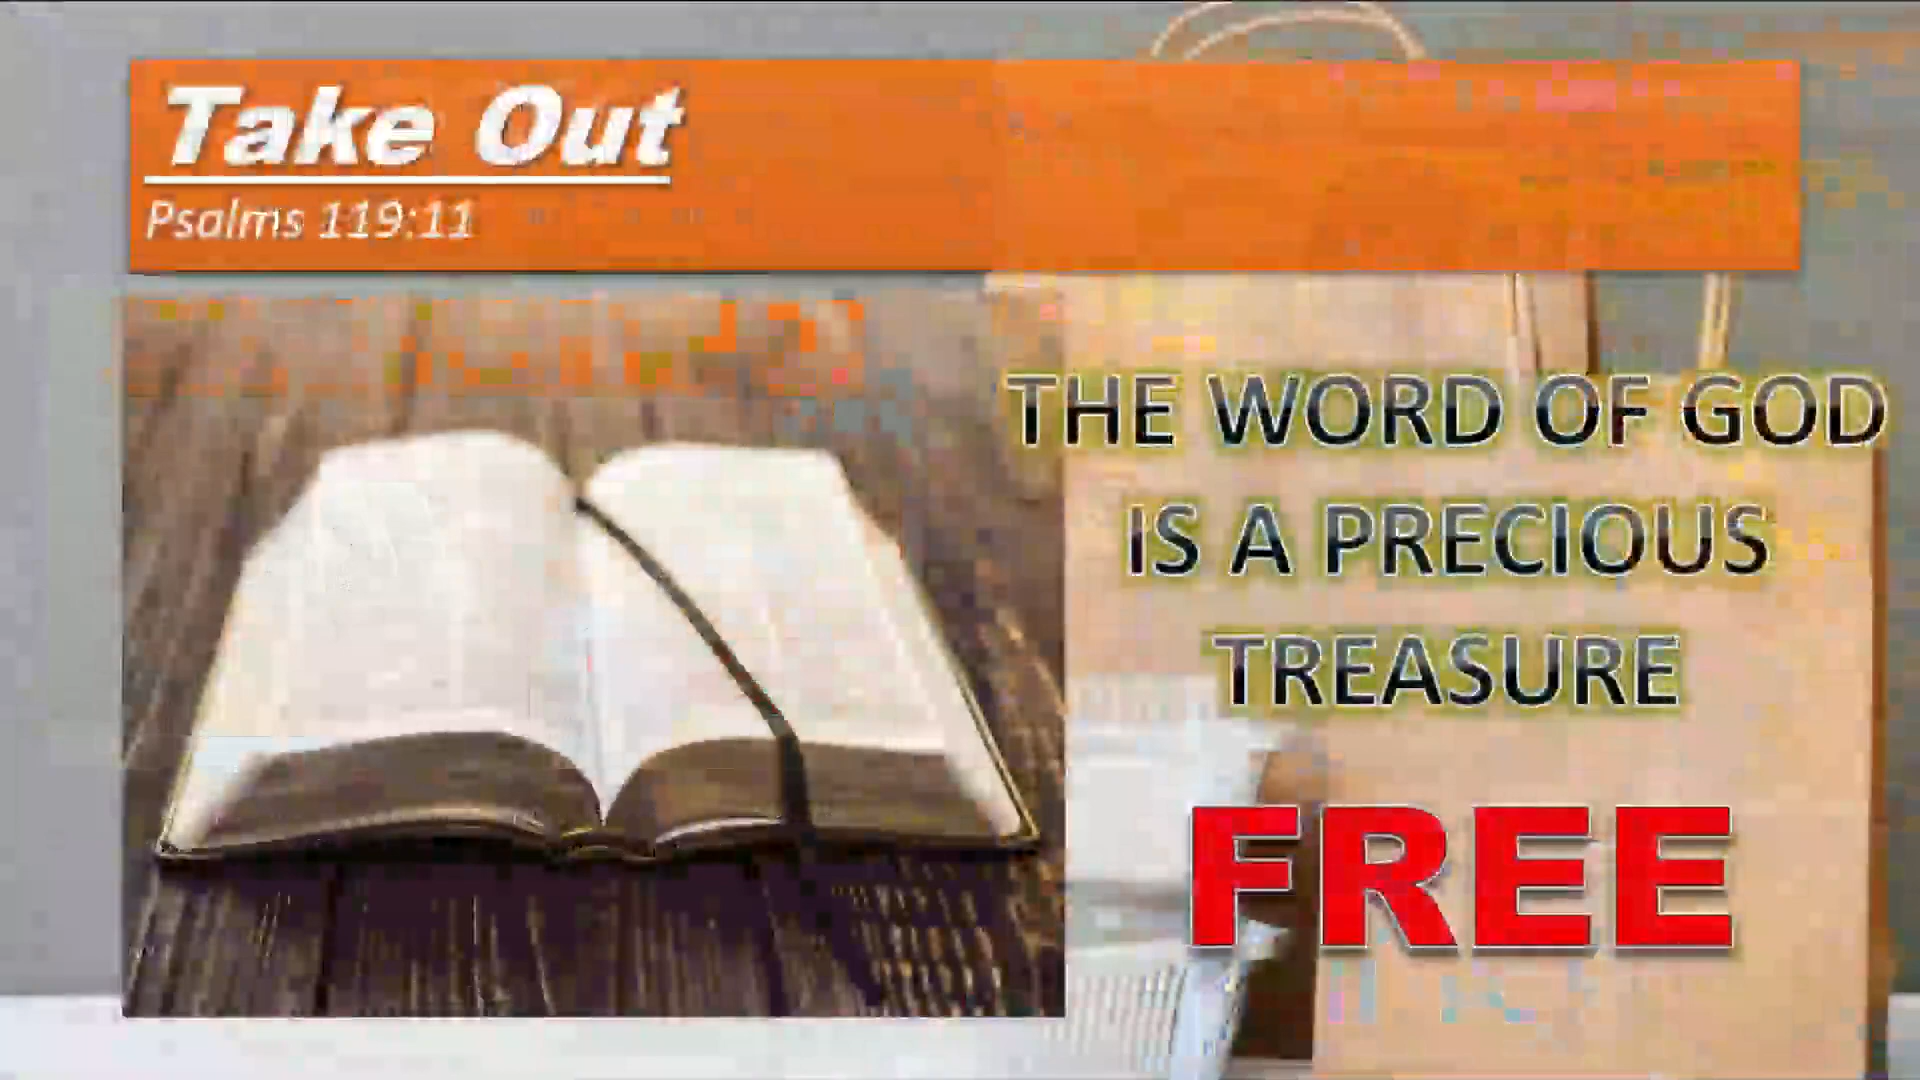 Take Out
Psalms 119:11
THE WORD OF GOD
IS A PRECIOUS
TREASURE
FREE